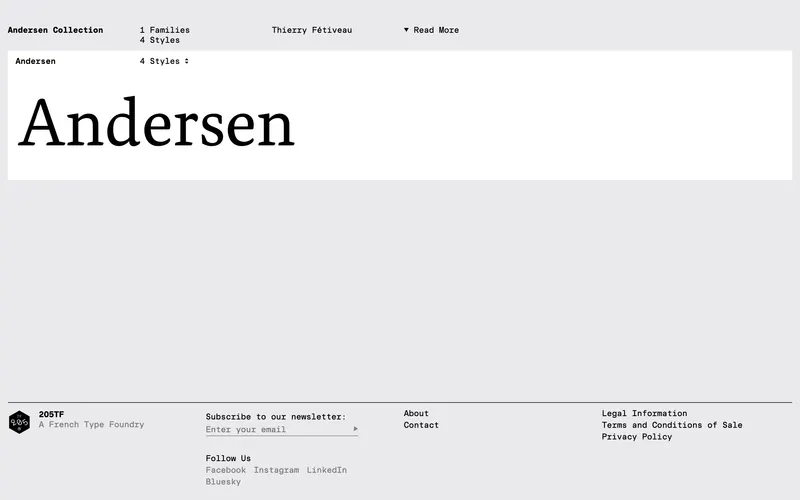 Andersen Collection
1 Families
4 Styles
Thierry Fétiveau
▼ Read More
Andersen
4 Styles
Andersen
205TF
A French Type Foundry
Subscribe to our newsletter:
Enter your email
Follow Us
Facebook Instagram LinkedIn
Bluesky
About
Contact
Legal Information
Terms and Conditions of Sale
Privacy Policy